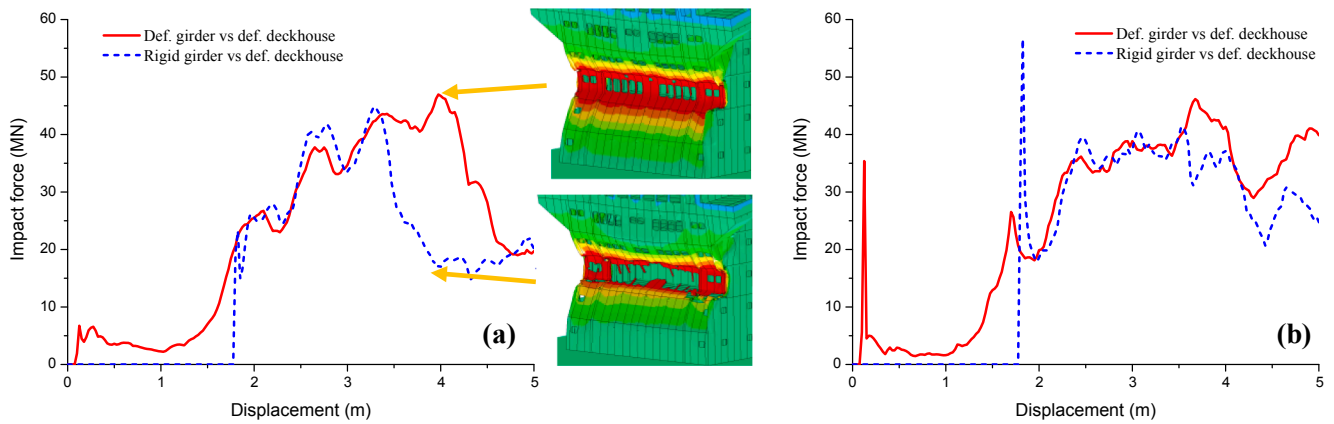 60
50
40
30
20
10
0
Impact force (MN)
Def. girder vs def. deckhouse
Rigid girder vs def. deckhouse
(a)
0 1 2 3 4 5
Displacement (m)
60
50
40
30
20
10
0
Impact force (MN)
Def. girder vs def. deckhouse
Rigid girder vs def. deckhouse
(b)
0 1 2 3 4 5
Displacement (m)